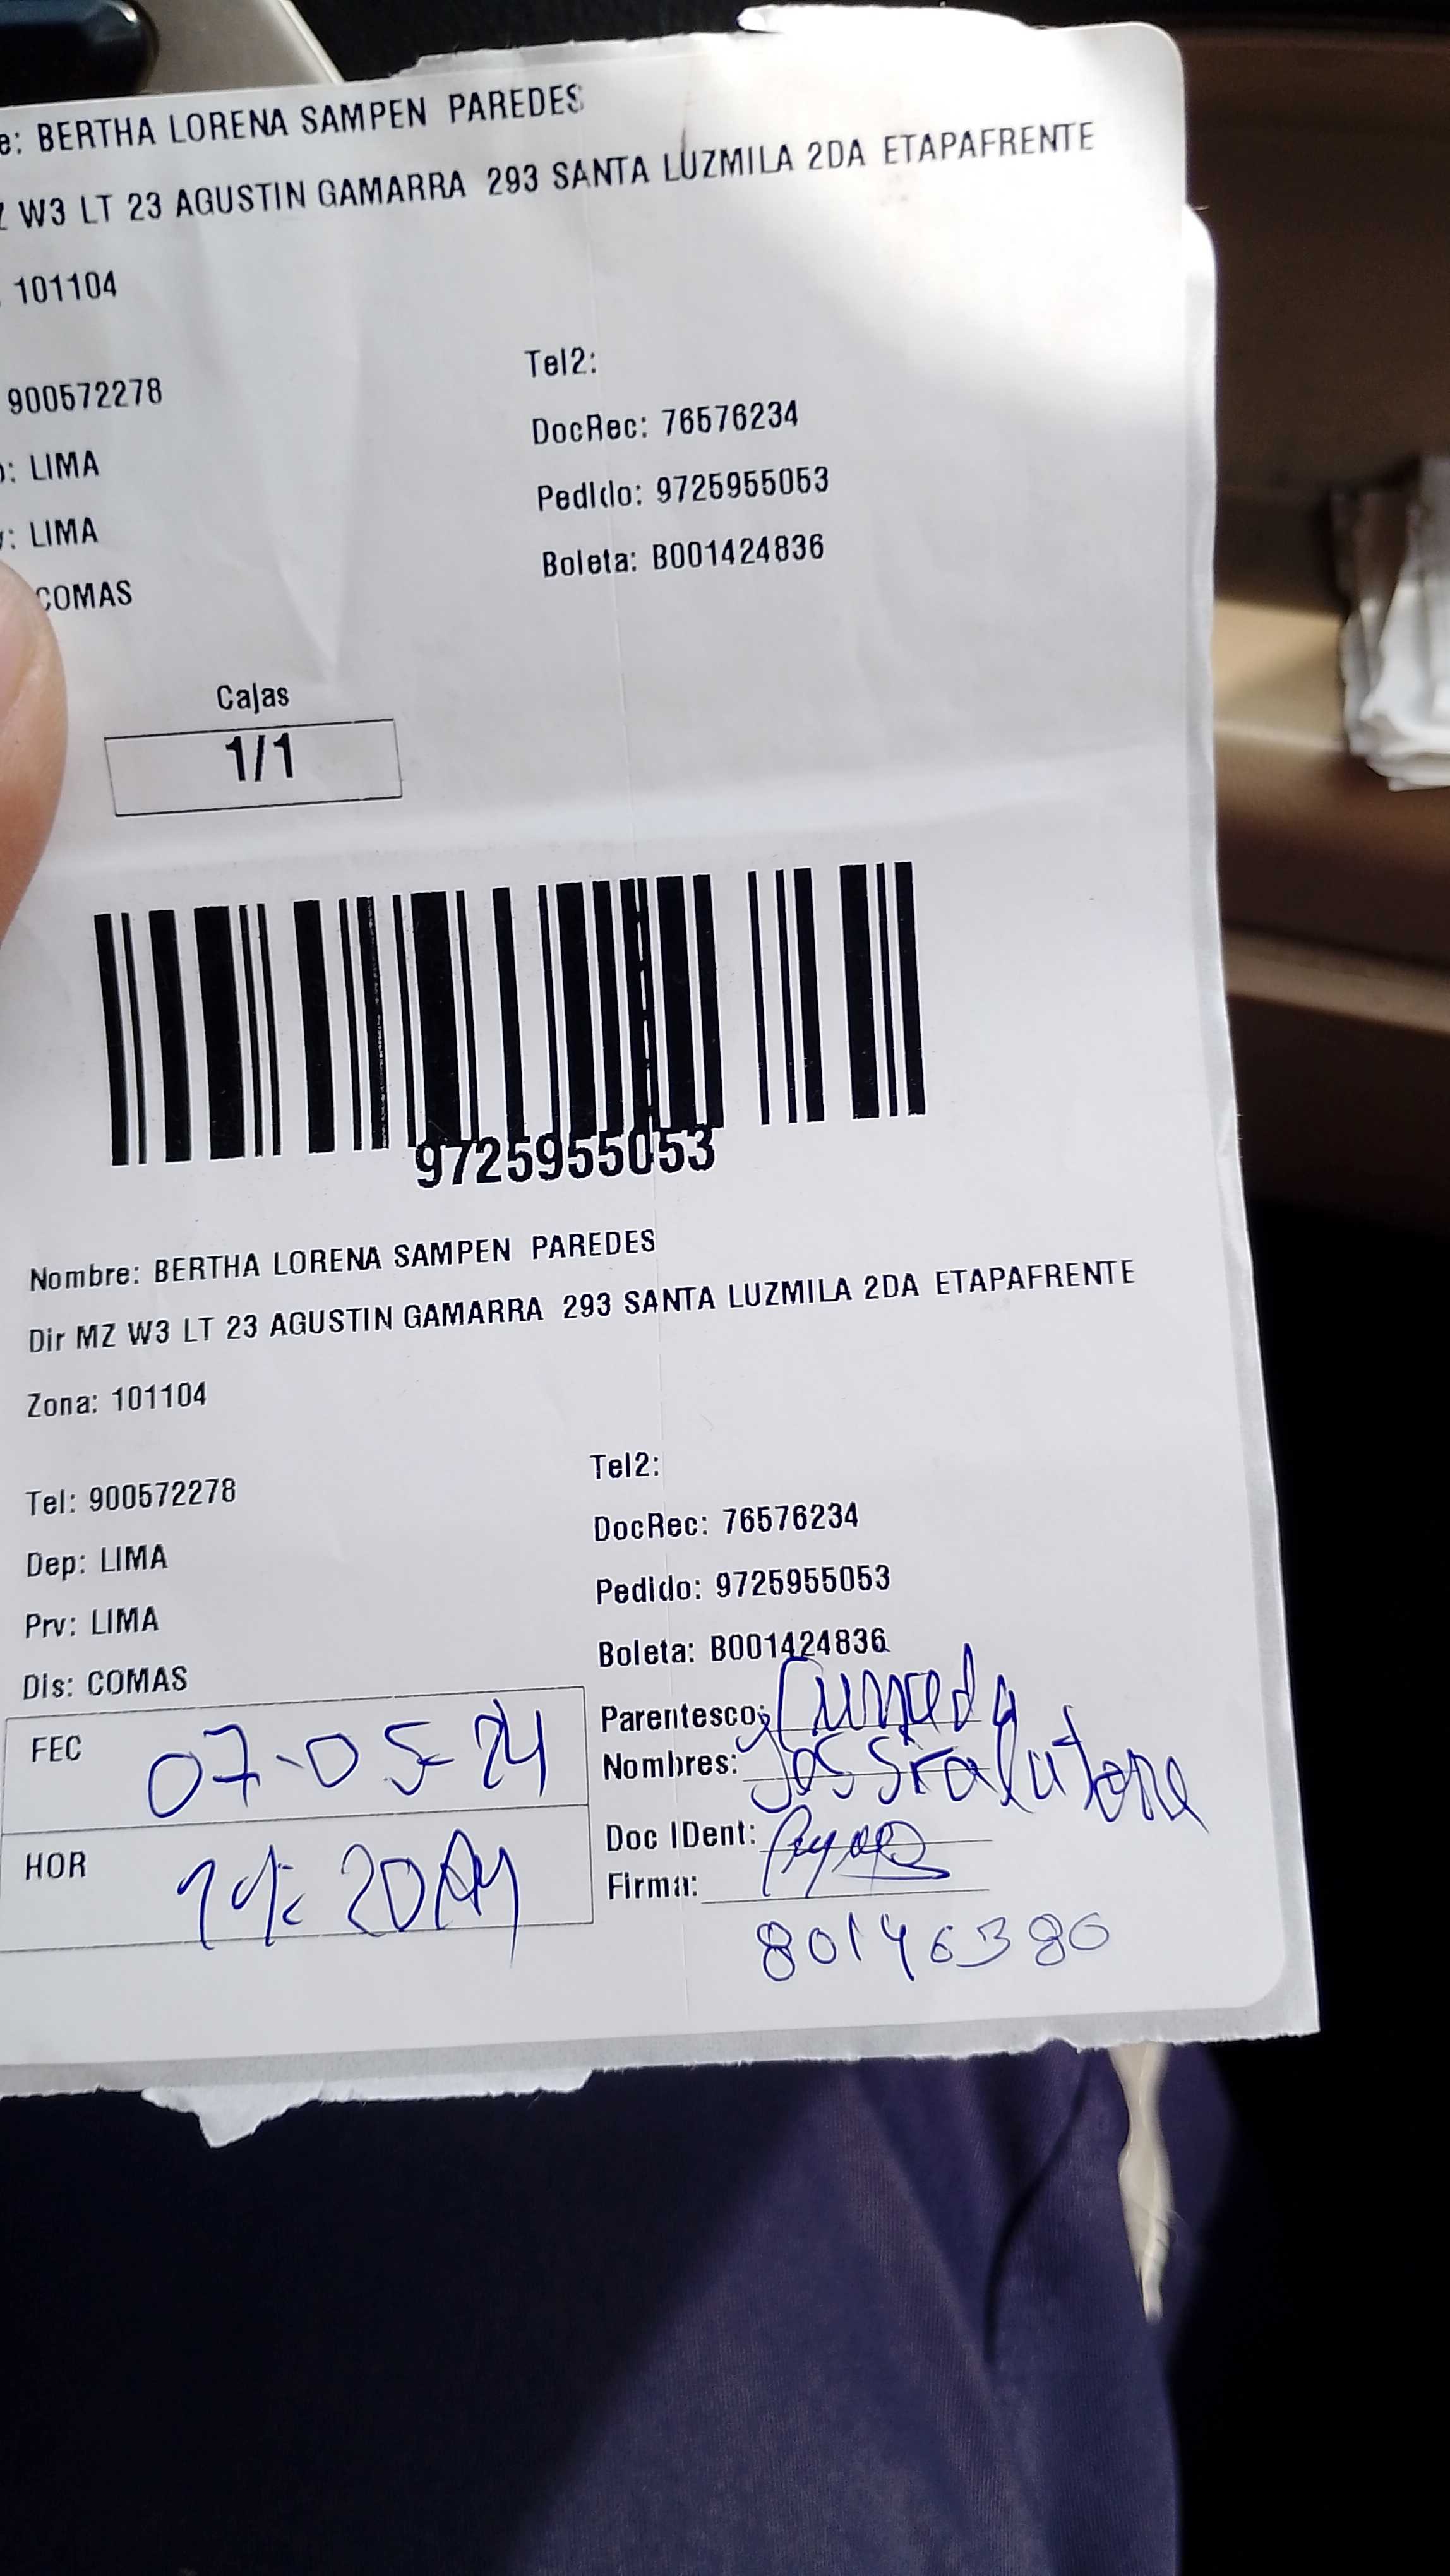 e: BERTHA LORENA SAMPEN PAREDES
Z W3 LT 23 AGUSTIN GAMARRA 293 SANTA LUZMILA 2DA ETAPAFRENTE
101104
Tel2:
900572278
DocRec: 76576234
: LIMA
Pedido: 9725955053
: LIMA
Boleta: B001424836
COMAS
Cajas
1/1
9725955053
Nombre: BERTHA LORENA SAMPEN PAREDES
Dir MZ W3 LT 23 AGUSTIN GAMARRA 293 SANTA LUZMILA 2DA ETAPAFRENTE
Zona: 101104
Tel2:
Tel: 900572278
DocRec: 76576234
Dep: LIMA
Pedido: 9725955053
Prv: LIMA
Boleta: B001424836
Dis: COMAS
Parentesco:
FEC 07-05-24
Nombres:
Doc IDent:
HOR 20AM
Firma:
80146380